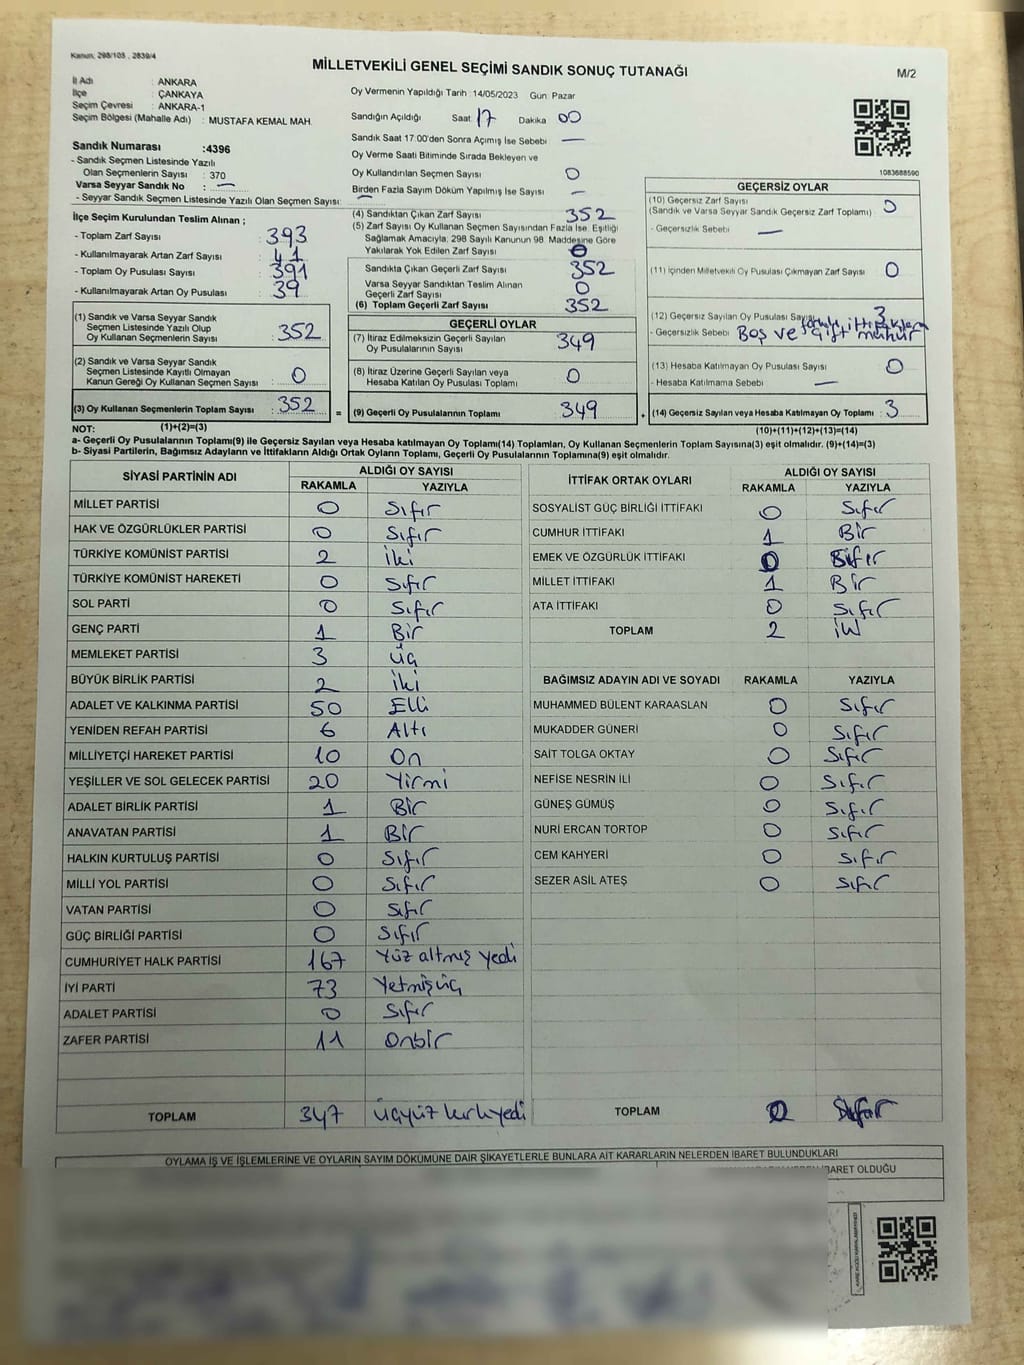 Kanun, 298/105 , 2839/4
MİLLETVEKİLİ GENEL SEÇİMİ SANDIK SONUÇ TUTANAĞI
M/2
İl Adı : ANKARA
İlçe : ÇANKAYA
Seçim Çevresi : ANKARA-1
Seçim Bölgesi (Mahalle Adı) : MUSTAFA KEMAL MAH.
Oy Vermenin Yapıldığı Tarih : 14/05/2023 Gün: Pazar
Sandığın Açıldığı Saat: 17 Dakika 00
Sandık Saat 17:00'den Sonra Açımış İse Sebebi —
Oy Verme Saati Bitiminde Sırada Bekleyen ve
Oy Kullandırılan Seçmen Sayısı 0
Birden Fazla Sayım Döküm Yapılmış İse Sayısı —
Sandık Numarası :4396
- Sandık Seçmen Listesinde Yazılı
Olan Seçmenlerin Sayısı : 370
Varsa Seyyar Sandık No : —
- Seyyar Sandık Seçmen Listesinde Yazılı Olan Seçmen Sayısı: —
1083688590
İlçe Seçim Kurulundan Teslim Alınan ;
- Toplam Zarf Sayısı : 393
- Kullanılmayarak Artan Zarf Sayısı : 41
- Toplam Oy Pusulası Sayısı : 391
- Kullanılmayarak Artan Oy Pusulası : 39
(4) Sandıktan Çıkan Zarf Sayısı 352
(5) Zarf Sayısı Oy Kullanan Seçmen Sayısından Fazla İse, Eşitliği
Sağlamak Amacıyla, 298 Sayılı Kanunun 98. Maddesine Göre
Yakılarak Yok Edilen Zarf Sayısı 0
Sandıkta Çıkan Geçerli Zarf Sayısı 352
Varsa Seyyar Sandıktan Teslim Alınan
Geçerli Zarf Sayısı 0
(6) Toplam Geçerli Zarf Sayısı 352
GEÇERSİZ OYLAR
(10) Geçersiz Zarf Sayısı
(Sandık ve Varsa Seyyar Sandık Geçersiz Zarf Toplamı) 0
- Geçersizlik Sebebi —
(11) İçinden Milletvekili Oy Pusulası Çıkmayan Zarf Sayısı 0
(12) Geçersiz Sayılan Oy Pusulası Sayısı 3
- Geçersizlik Sebebi Boş ve çift mühür
(13) Hesaba Katılmayan Oy Pusulası Sayısı 0
- Hesaba Katılmama Sebebi —
(14) Geçersiz Sayılan veya Hesaba Katılmayan Oy Toplamı : 3
(1) Sandık ve Varsa Seyyar Sandık
Seçmen Listesinde Yazılı Olup
Oy Kullanan Seçmenlerin Sayısı : 352
(2) Sandık ve Varsa Seyyar Sandık
Seçmen Listesinde Kayıtlı Olmayan
Kanun Gereği Oy Kullanan Seçmen Sayısı : 0
(3) Oy Kullanan Seçmenlerin Toplam Sayısı : 352 =
GEÇERLİ OYLAR
(7) İtiraz Edilmeksizin Geçerli Sayılan
Oy Pusulalarının Sayısı 349
(8) İtiraz Üzerine Geçerli Sayılan veya
Hesaba Katılan Oy Pusulası Toplamı 0
(9) Geçerli Oy Pusulalarının Toplamı 349 +
NOT: (1)+(2)=(3) (10)+(11)+(12)+(13)=(14)
a- Geçerli Oy Pusulalarının Toplamı(9) ile Geçersiz Sayılan veya Hesaba katılmayan Oy Toplamı(14) Toplamları, Oy Kullanan Seçmenlerin Toplam Sayısına(3) eşit olmalıdır. (9)+(14)=(3)
b- Siyasi Partilerin, Bağımsız Adayların ve İttifakların Aldığı Ortak Oyların Toplamı, Geçerli Oy Pusulalarının Toplamına(9) eşit olmalıdır.
SİYASİ PARTİNİN ADI ALDIĞI OY SAYISI
RAKAMLA YAZIYLA
MİLLET PARTİSİ 0 Sıfır
HAK VE ÖZGÜRLÜKLER PARTİSİ 0 Sıfır
TÜRKİYE KOMÜNİST PARTİSİ 2 iki
TÜRKİYE KOMÜNİST HAREKETİ 0 Sıfır
SOL PARTİ 0 Sıfır
GENÇ PARTİ 1 Bir
MEMLEKET PARTİSİ 3 üç
BÜYÜK BİRLİK PARTİSİ 2 iki
ADALET VE KALKINMA PARTİSİ 50 Elli
YENİDEN REFAH PARTİSİ 6 Altı
MİLLİYETÇİ HAREKET PARTİSİ 10 On
YEŞİLLER VE SOL GELECEK PARTİSİ 20 Yirmi
ADALET BİRLİK PARTİSİ 1 Bir
ANAVATAN PARTİSİ 1 Bir
HALKIN KURTULUŞ PARTİSİ 0 Sıfır
MİLLİ YOL PARTİSİ 0 Sıfır
VATAN PARTİSİ 0 Sıfır
GÜÇ BİRLİĞİ PARTİSİ 0 Sıfır
CUMHURİYET HALK PARTİSİ 167 Yüz altmış yedi
İYİ PARTİ 73 Yetmişüç
ADALET PARTİSİ 0 Sıfır
ZAFER PARTİSİ 11 Onbir
TOPLAM 347 Üçyüz kırkyedi
İTTİFAK ORTAK OYLARI ALDIĞI OY SAYISI
RAKAMLA YAZIYLA
SOSYALİST GÜÇ BİRLİĞİ İTTİFAKI 0 Sıfır
CUMHUR İTTİFAKI 1 Bir
EMEK VE ÖZGÜRLÜK İTTİFAKI 0 Sıfır
MİLLET İTTİFAKI 1 Bir
ATA İTTİFAKI 0 Sıfır
TOPLAM 2 iki
BAĞIMSIZ ADAYIN ADI VE SOYADI RAKAMLA YAZIYLA
MUHAMMED BÜLENT KARAASLAN 0 Sıfır
MUKADDER GÜNERİ 0 Sıfır
SAİT TOLGA OKTAY 0 Sıfır
NEFİSE NESRİN İLİ 0 Sıfır
GÜNEŞ GÜMÜŞ 0 Sıfır
NURİ ERCAN TORTOP 0 Sıfır
CEM KAHYERİ 0 Sıfır
SEZER ASİL ATEŞ 0 Sıfır
TOPLAM 0 Sıfır
OYLAMA İŞ VE İŞLEMLERİNE VE OYLARIN SAYIM DÖKÜMÜNE DAİR ŞİKAYETLERLE BUNLARA AİT KARARLARIN NELERDEN İBARET BULUNDUKLARI
İBARET OLDUĞU